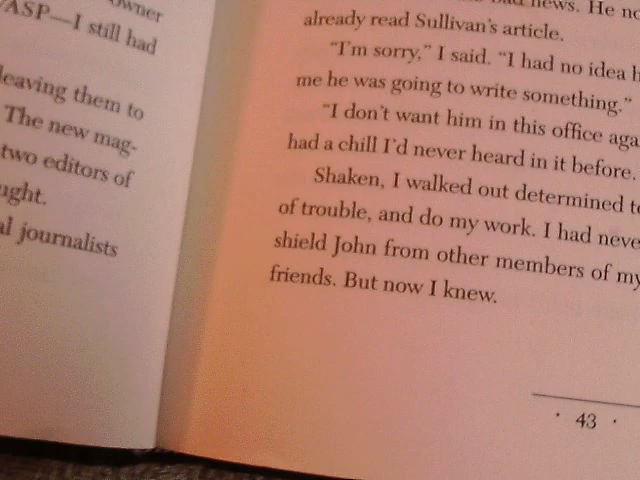 owner
WASP—I still had
leaving them to
The new mag-
two editors of
ught.
al journalists
bad news. He no
already read Sullivan's article.
"I'm sorry," I said. "I had no idea h
me he was going to write something."
"I don't want him in this office aga
had a chill I'd never heard in it before.
Shaken, I walked out determined to
of trouble, and do my work. I had neve
shield John from other members of my
friends. But now I knew.
· 43 ·